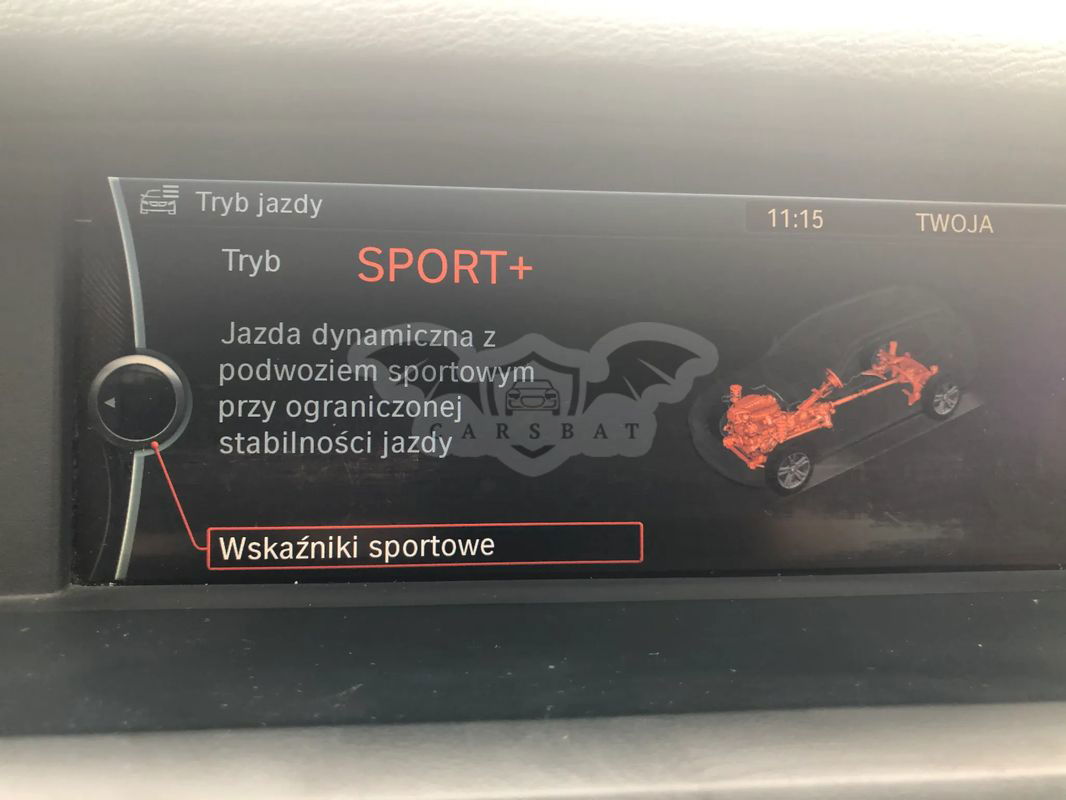 Tryb jazdy
11:15
TWOJA
Tryb
SPORT+
Jazda dynamiczna z
podwoziem sportowym
przy ograniczonej
stabilności jazdy
CARSBAT
Wskaźniki sportowe